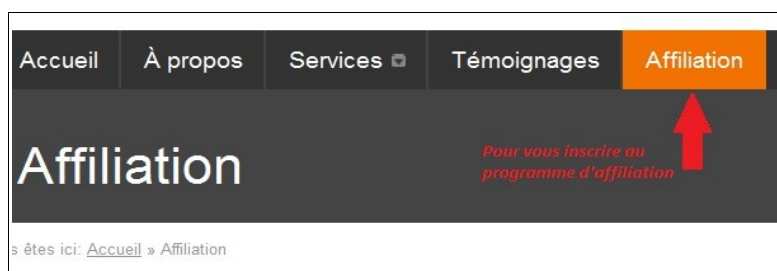 Accueil À propos Services Témoignages Affiliation
Affiliation
Pour vous inscrire au
programme d'affiliation
s êtes ici: Accueil » Affiliation